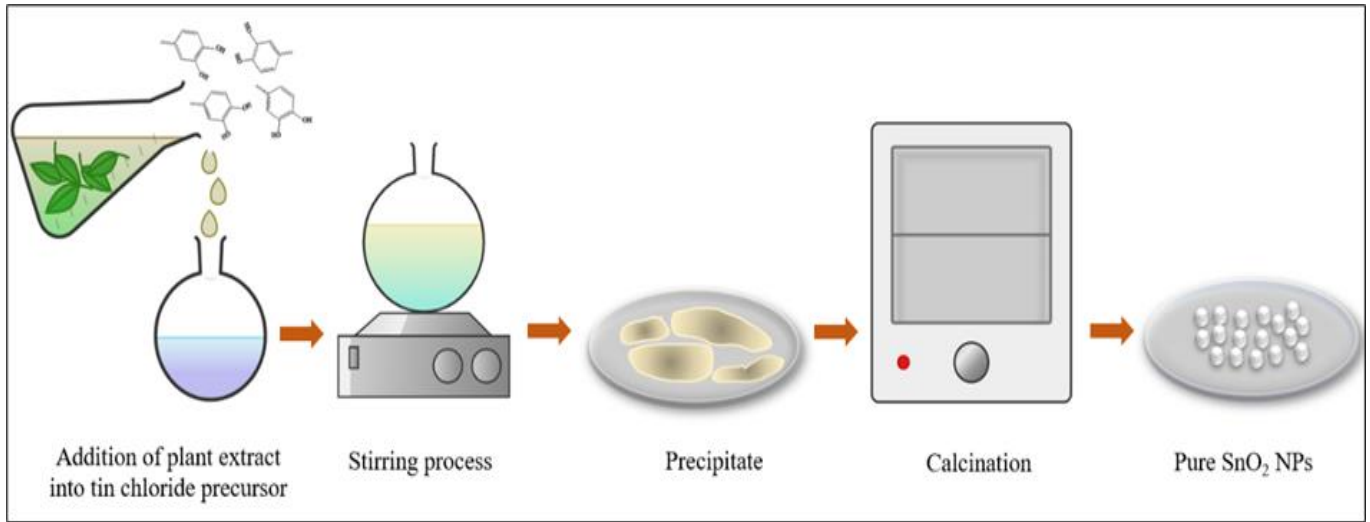 Addition of plant extract
into tin chloride precursor
Stirring process
Precipitate
Calcination
Pure SnO₂ NPs